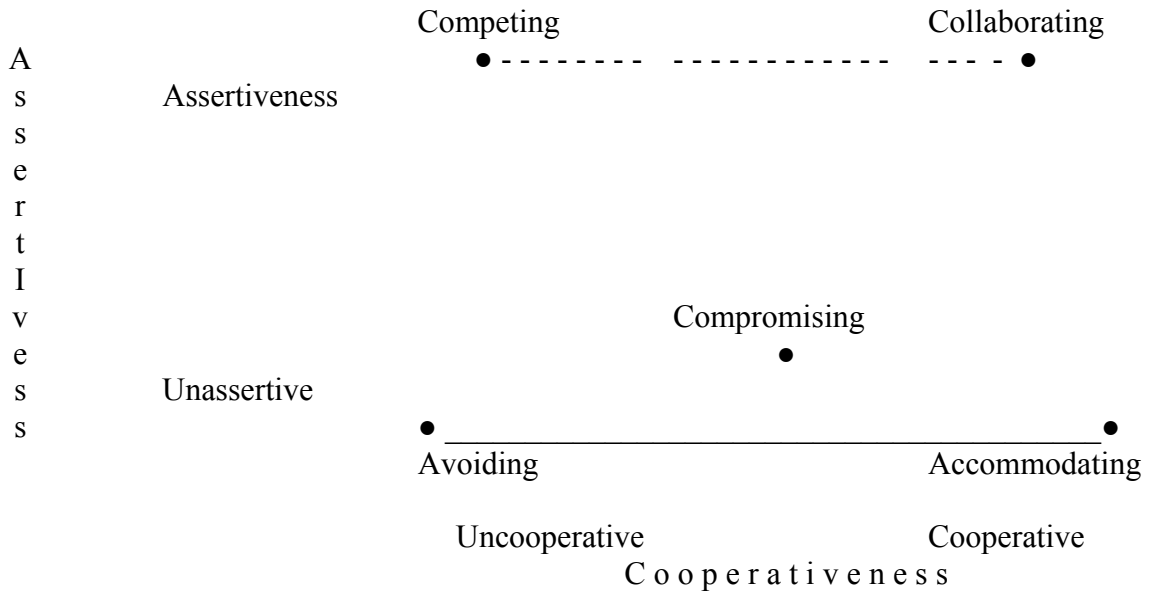 Competing Collaborating
A
s Assertiveness
s
e
r
t
I
v Compromising
e
s Unassertive
s
Avoiding Accommodating
Uncooperative Cooperative
C o o p e r a t i v e n e s s